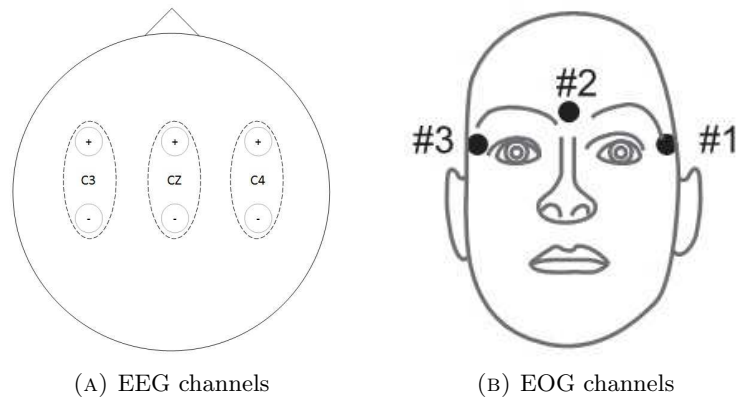 + + +
C3 CZ C4
- - -
#2
#3 #1
(A) EEG channels
(B) EOG channels